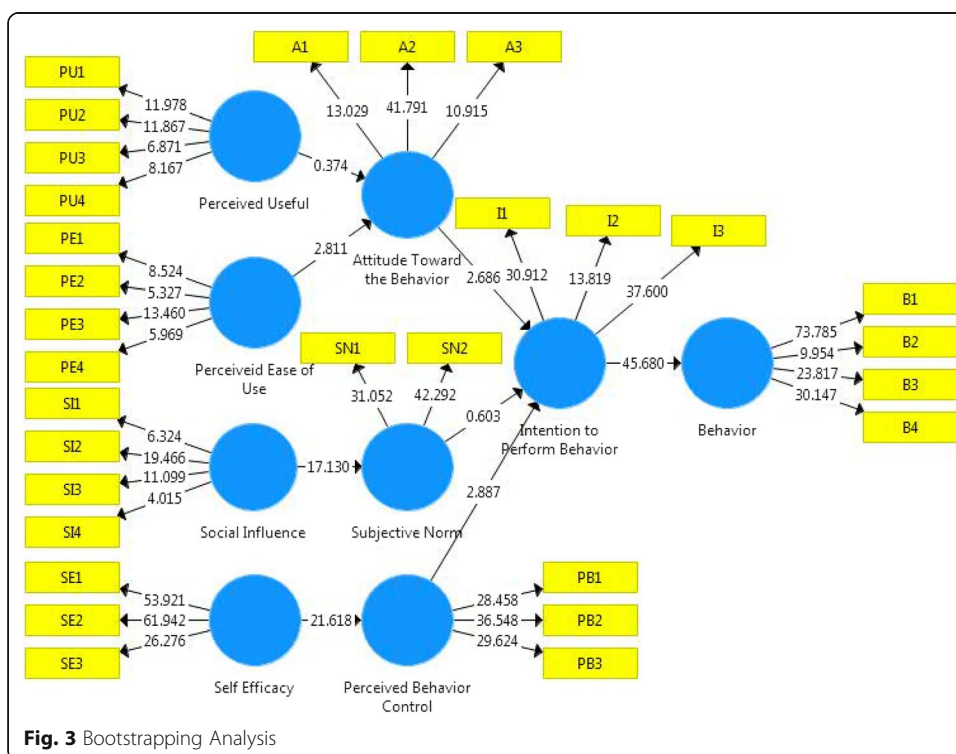 A1
A2
A3
PU1
PU2
PU3
PU4
11.978
11.867
6.871
8.167
13.029
41.791
10.915
Perceived Useful
0.374
PE1
PE2
PE3
PE4
8.524
5.327
13.460
5.969
2.811
Attitude Toward
the Behavior
Perceiveid Ease of
Use
I1
I2
I3
2.686
30.912
13.819
37.600
SN1
SN2
31.052
42.292
0.603
Intention to
Perform Behavior
45.680
Behavior
B1
B2
B3
B4
73.785
9.954
23.817
30.147
SI1
SI2
SI3
SI4
6.324
19.466
11.099
4.015
Social Influence
17.130
Subjective Norm
2.887
SE1
SE2
SE3
53.921
61.942
26.276
Self Efficacy
21.618
Perceived Behavior
Control
28.458
36.548
29.624
PB1
PB2
PB3
Fig. 3 Bootstrapping Analysis